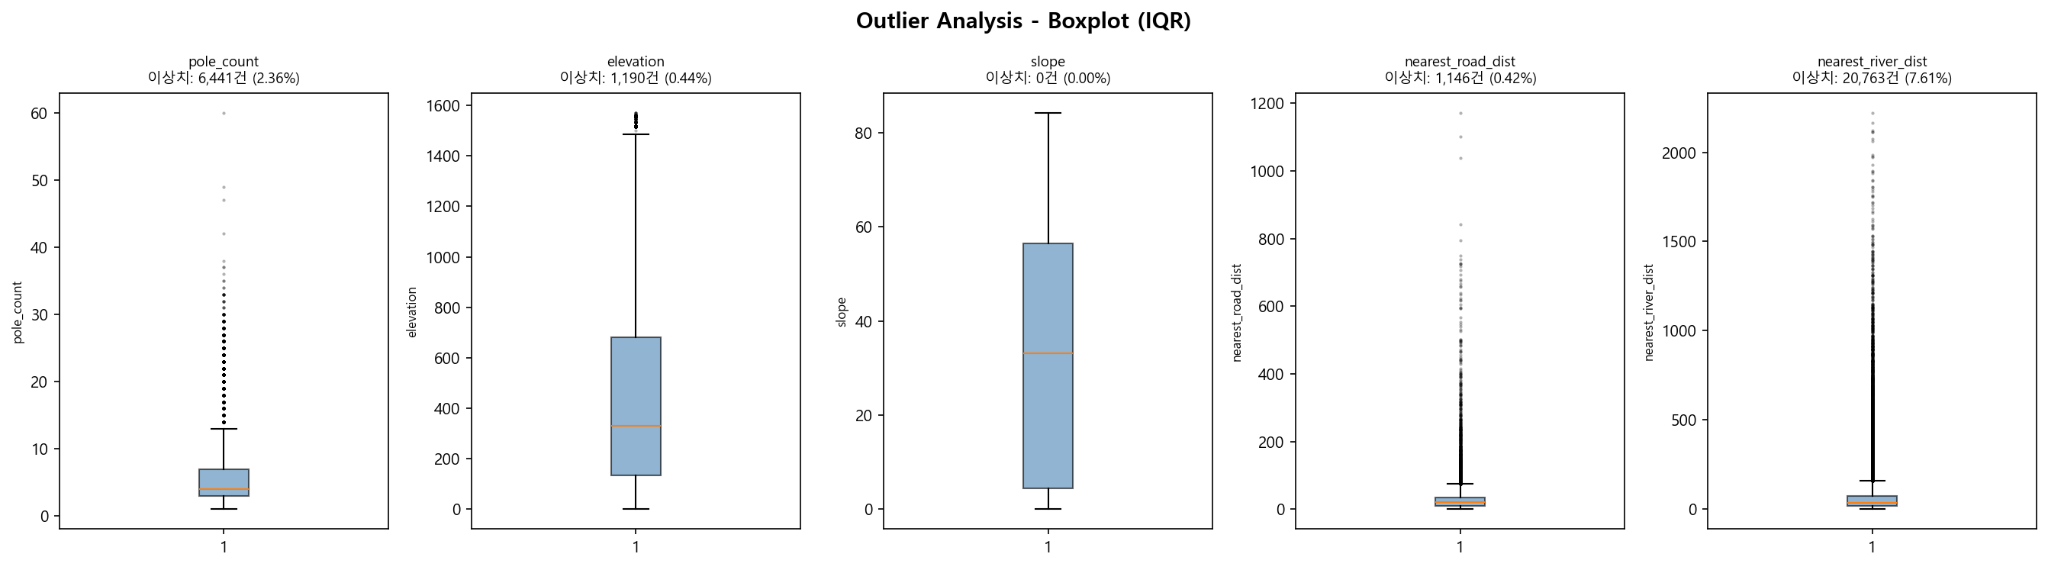 Outlier Analysis - Boxplot (IQR)
pole_count
이상치: 6,441건 (2.36%)
pole_count
60
50
40
30
20
10
0
1
elevation
이상치: 1,190건 (0.44%)
elevation
1600
1400
1200
1000
800
600
400
200
0
1
slope
이상치: 0건 (0.00%)
slope
80
60
40
20
0
1
nearest_road_dist
이상치: 1,146건 (0.42%)
nearest_road_dist
1200
1000
800
600
400
200
0
1
nearest_river_dist
이상치: 20,763건 (7.61%)
nearest_river_dist
2000
1500
1000
500
0
1